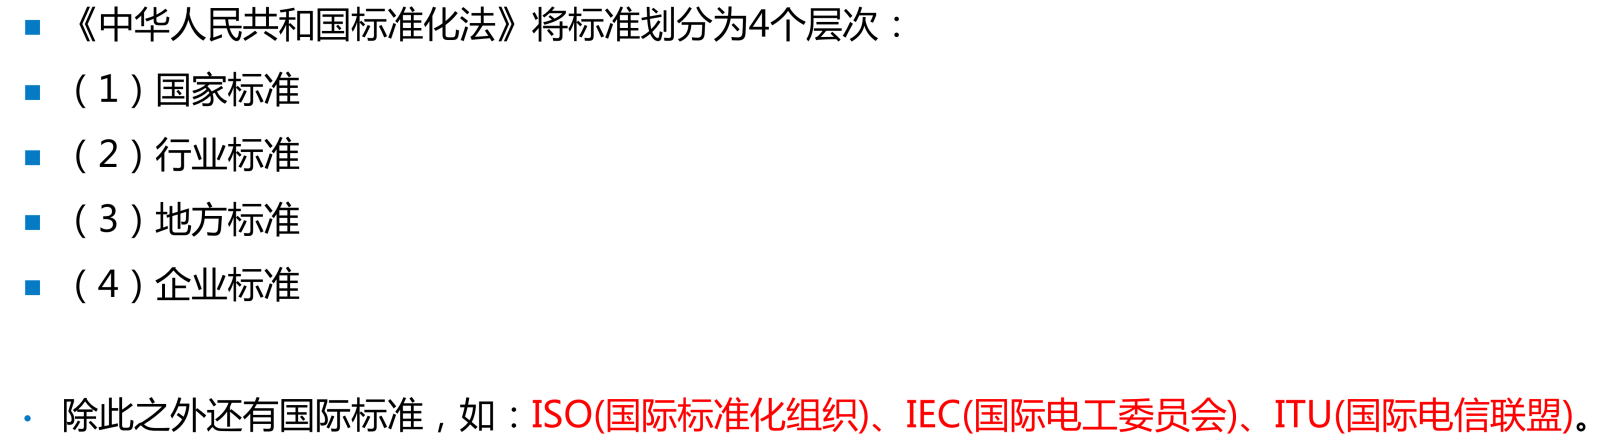 《中华人民共和国标准化法》将标准划分为4个层次：
（1）国家标准
（2）行业标准
（3）地方标准
（4）企业标准
除此之外还有国际标准，如：ISO(国际标准化组织)、IEC(国际电工委员会)、ITU(国际电信联盟)。